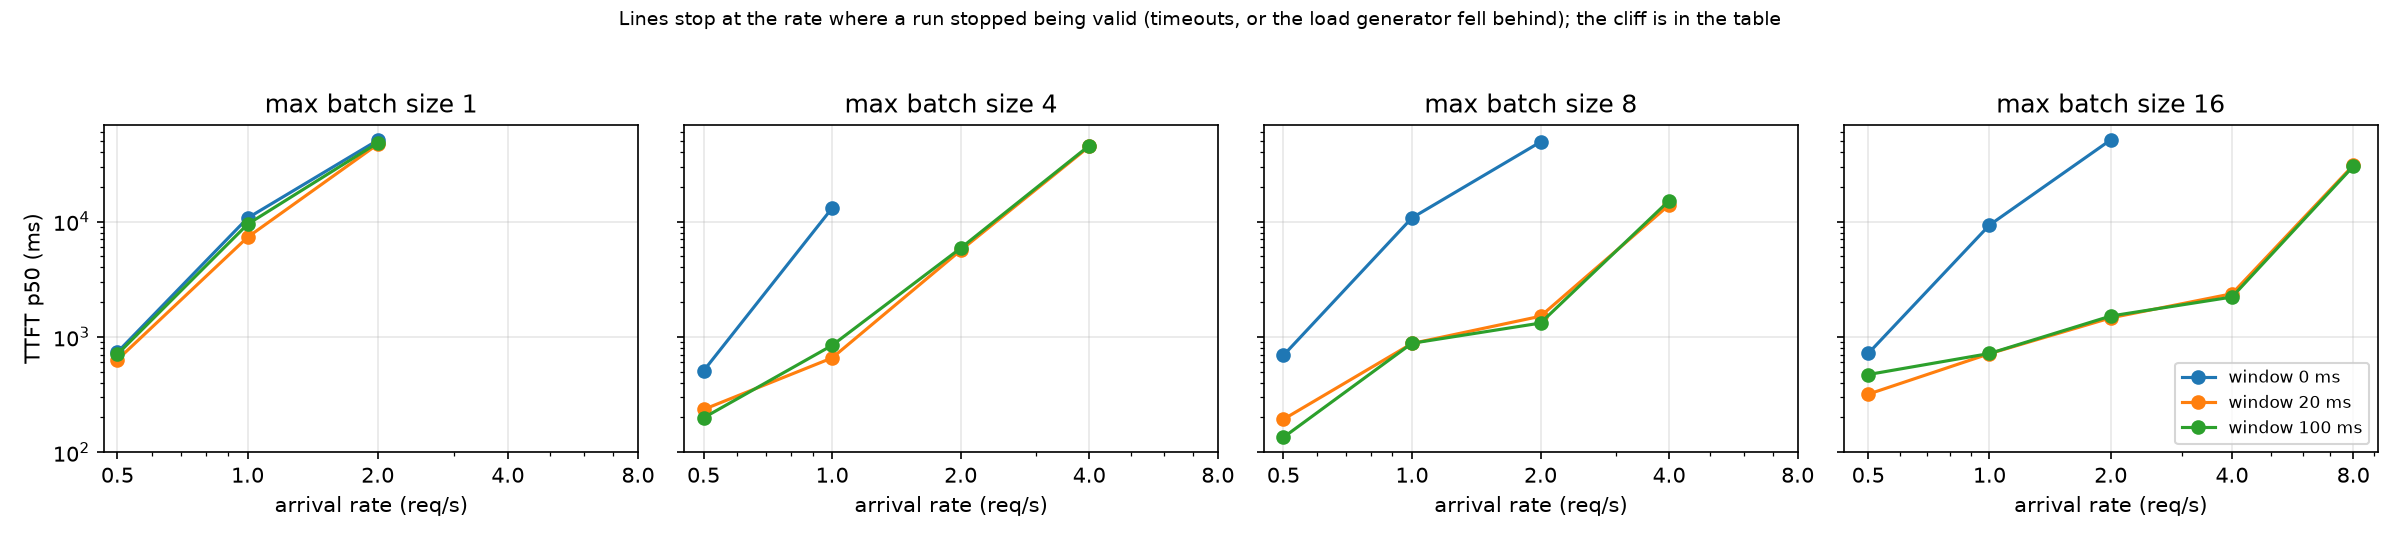 Lines stop at the rate where a run stopped being valid (timeouts, or the load generator fell behind); the cliff is in the table
max batch size 1
max batch size 4
max batch size 8
max batch size 16
TTFT p50 (ms)
10^4
10^3
10^2
0.5 1.0 2.0 4.0 8.0
0.5 1.0 2.0 4.0 8.0
0.5 1.0 2.0 4.0 8.0
0.5 1.0 2.0 4.0 8.0
arrival rate (req/s)
arrival rate (req/s)
arrival rate (req/s)
arrival rate (req/s)
window 0 ms
window 20 ms
window 100 ms